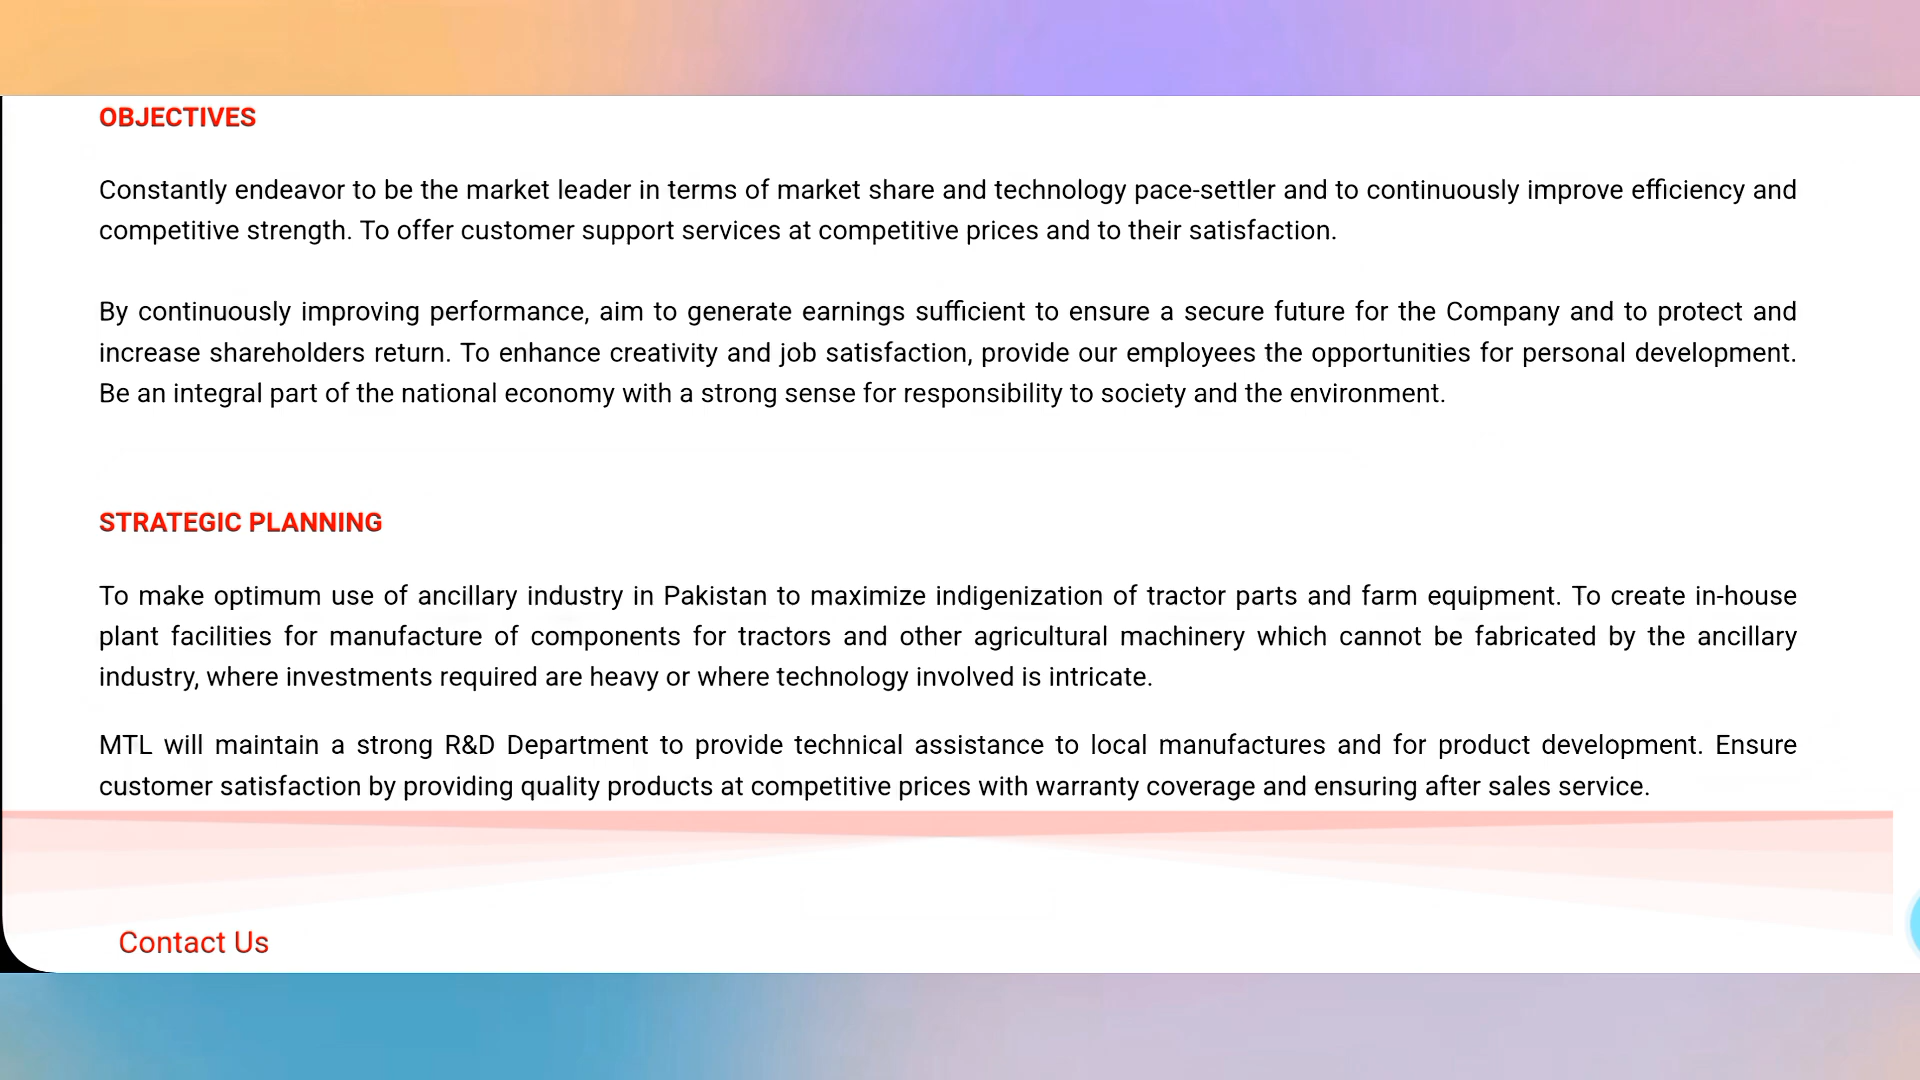 OBJECTIVES
Constantly endeavor to be the market leader in terms of market share and technology pace-settler and to continuously improve efficiency and
competitive strength. To offer customer support services at competitive prices and to their satisfaction.
By continuously improving performance, aim to generate earnings sufficient to ensure a secure future for the Company and to protect and
increase shareholders return. To enhance creativity and job satisfaction, provide our employees the opportunities for personal development.
Be an integral part of the national economy with a strong sense for responsibility to society and the environment.
STRATEGIC PLANNING
To make optimum use of ancillary industry in Pakistan to maximize indigenization of tractor parts and farm equipment. To create in-house
plant facilities for manufacture of components for tractors and other agricultural machinery which cannot be fabricated by the ancillary
industry, where investments required are heavy or where technology involved is intricate.
MTL will maintain a strong R&D Department to provide technical assistance to local manufactures and for product development. Ensure
customer satisfaction by providing quality products at competitive prices with warranty coverage and ensuring after sales service.
Contact Us